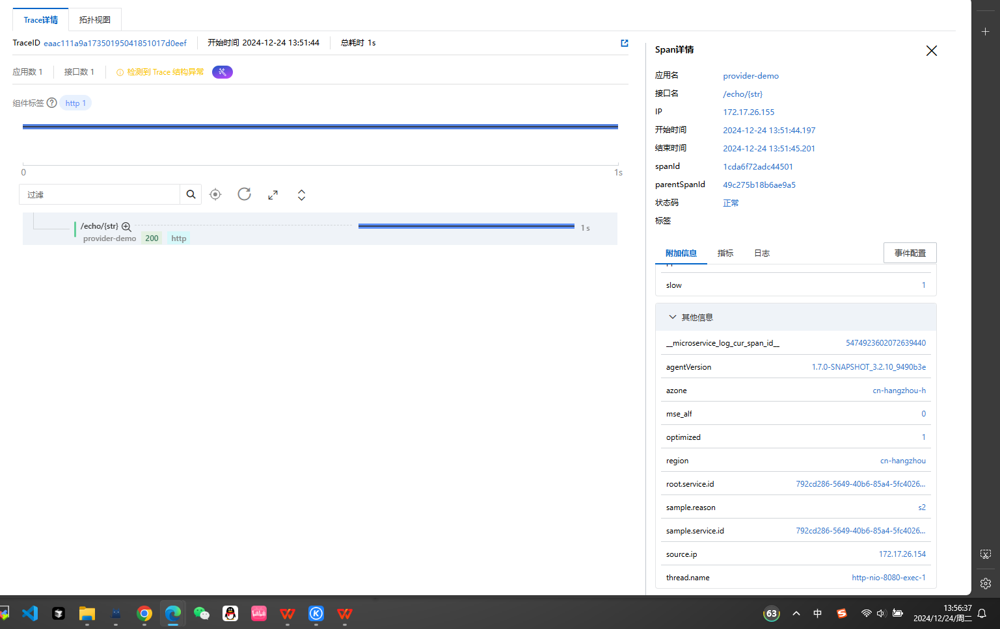 Trace详情
拓扑视图
TraceID eaac111a9a17350195041851017d0eef 开始时间 2024-12-24 13:51:44 总耗时 1s
应用数 1 接口数 1 检测到 Trace 结构异常
组件标签 http 1
0 1s
过滤
/echo/{str} 1 s
provider-demo 200 http
Span详情
应用名 provider-demo
接口名 /echo/{str}
IP 172.17.26.155
开始时间 2024-12-24 13:51:44.197
结束时间 2024-12-24 13:51:45.201
spanId 1cda6f72adc44501
parentSpanId 49c275b18b6ae9a5
状态码 正常
标签
附加信息 指标 日志 事件配置
slow 1
其他信息
__microservice_log_cur_span_id__ 5474923602072639440
agentVersion 1.7.0-SNAPSHOT_3.2.10_9490b3e
azone cn-hangzhou-h
mse_alf 0
optimized 1
region cn-hangzhou
root.service.id 792cd286-5649-40b6-85a4-5fc4026...
sample.reason s2
sample.service.id 792cd286-5649-40b6-85a4-5fc4026...
source.ip 172.17.26.154
thread.name http-nio-8080-exec-1
63 中 13:56:37
2024/12/24/周二